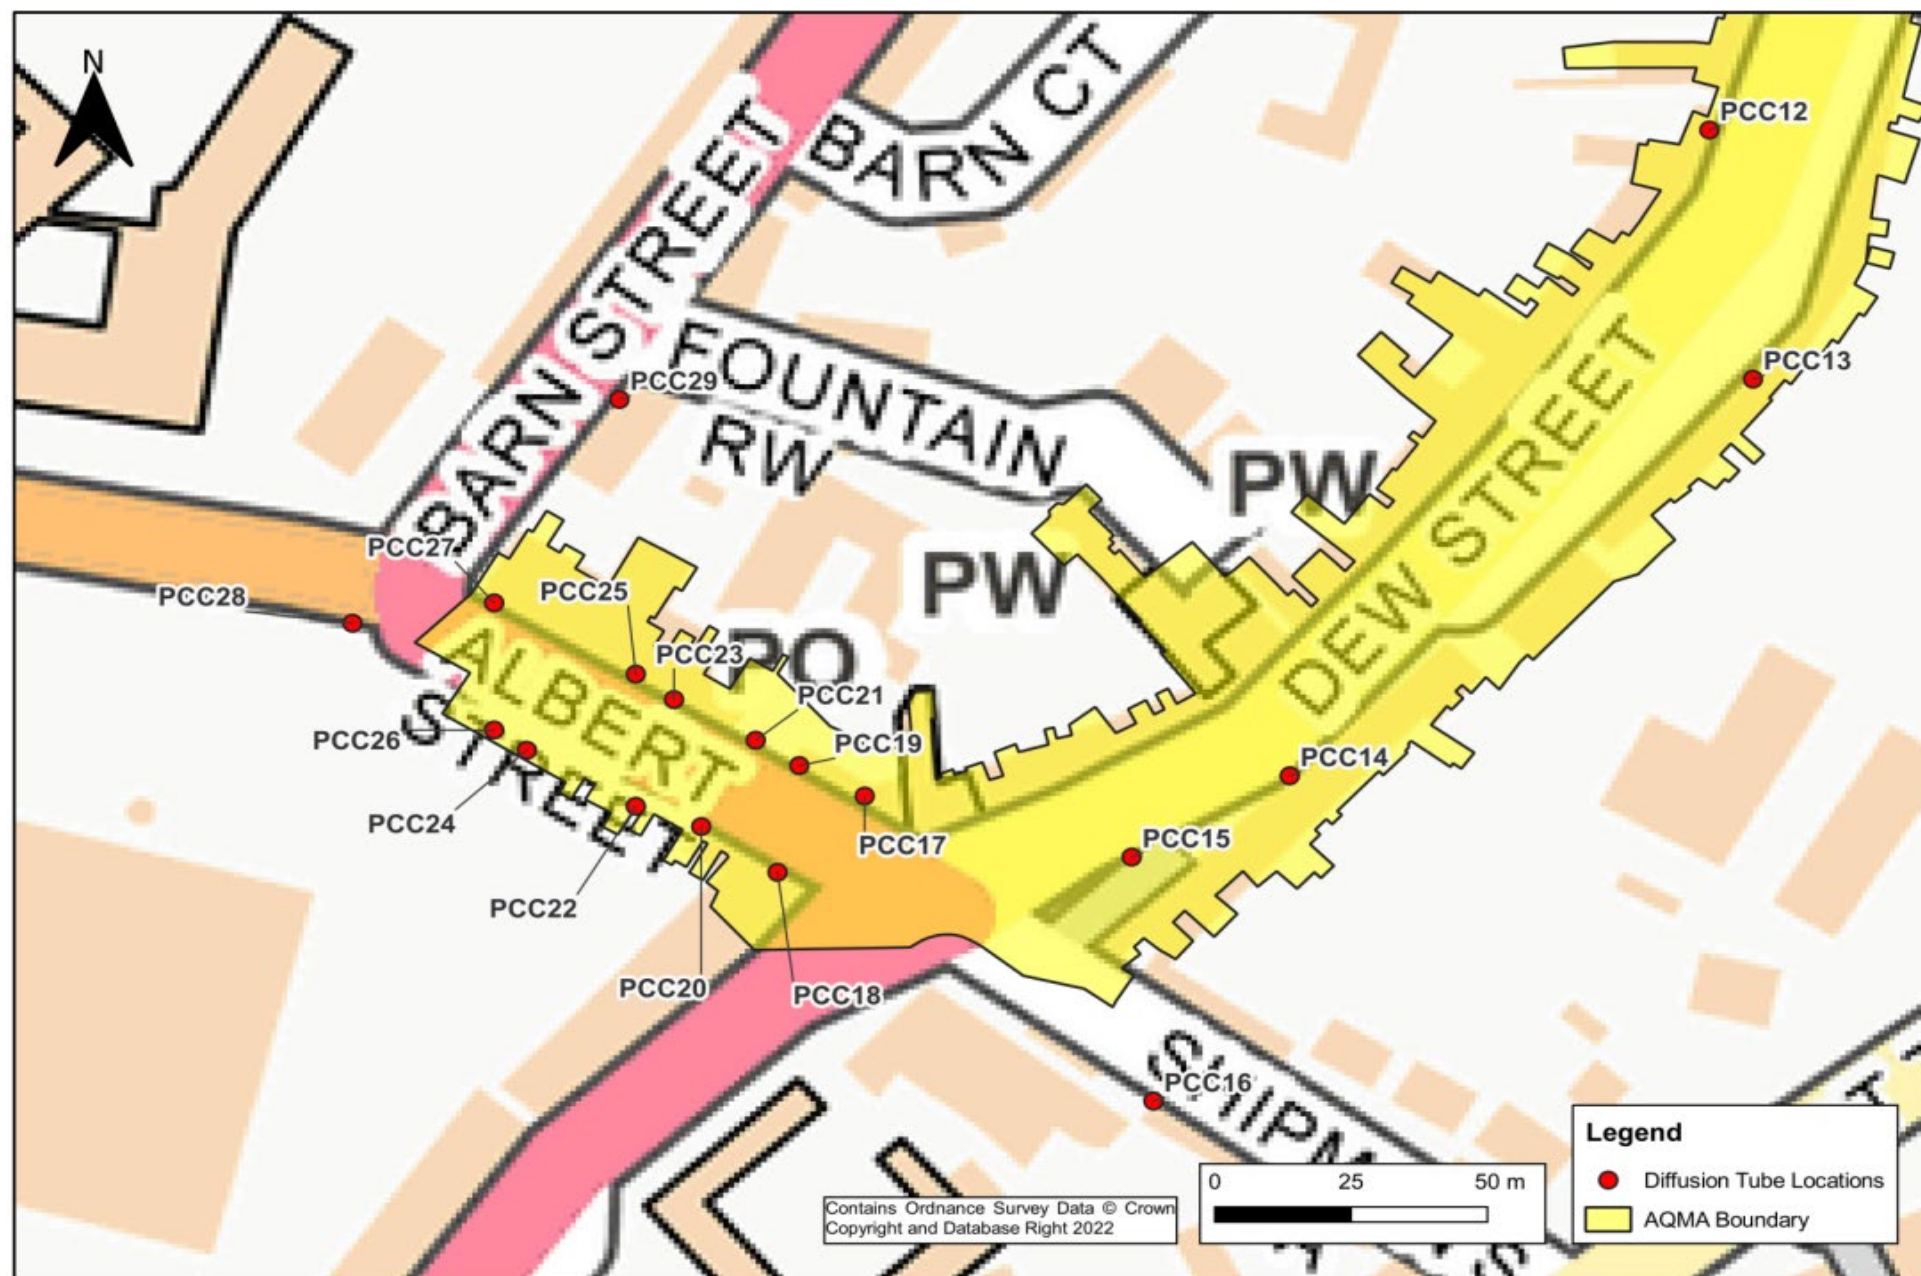 N
BARN CT
PCC12
BARN STREET
FOUNTAIN
RW
PCC29
PCC13
PW
DEW STREET
PCC27
PCC28
PCC25
PW
PO
PCC23
PCC21
ALBERT
STREET
PCC26
PCC19
PCC14
PCC24
PCC17
PCC15
PCC22
PCC20
PCC18
SHIPM
PCC16
Legend
Diffusion Tube Locations
AQMA Boundary
0 25 50 m
Contains Ordnance Survey Data © Crown
Copyright and Database Right 2022